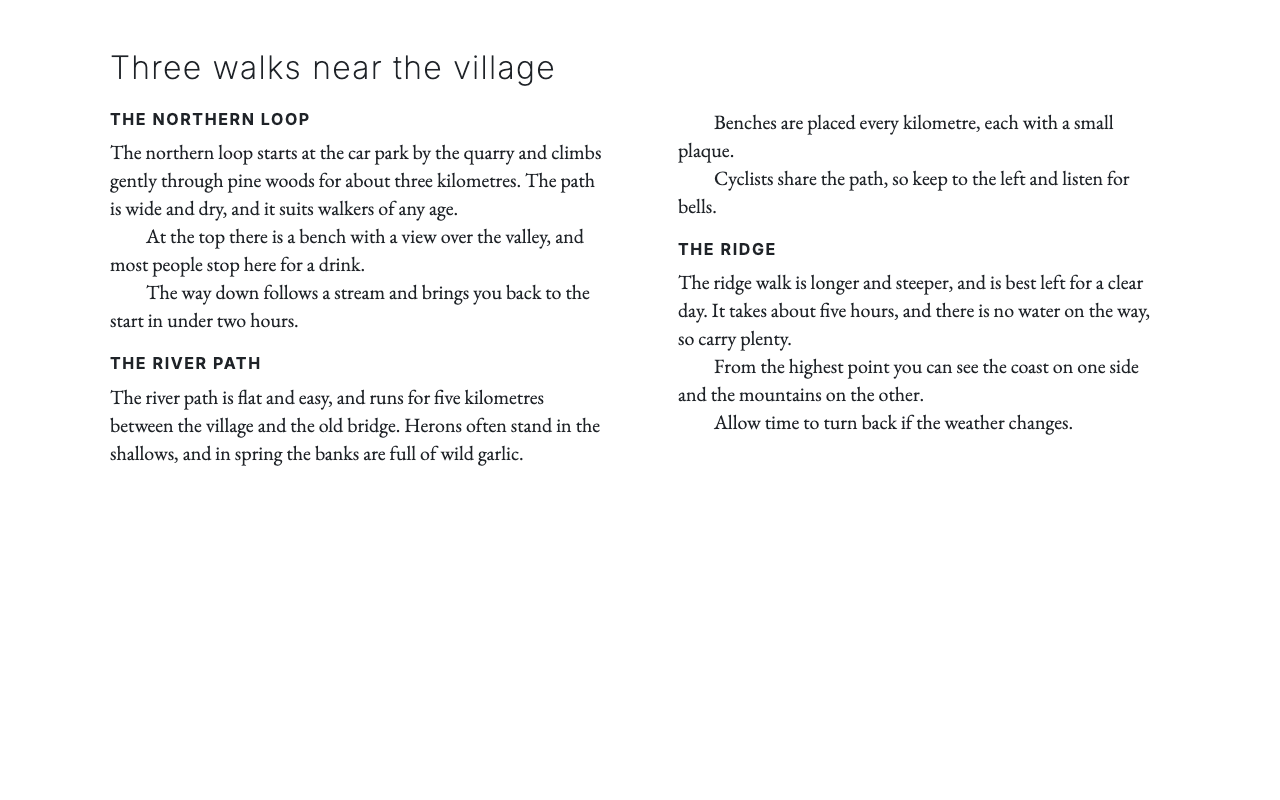 Three walks near the village
THE NORTHERN LOOP
The northern loop starts at the car park by the quarry and climbs
gently through pine woods for about three kilometres. The path
is wide and dry, and it suits walkers of any age.
At the top there is a bench with a view over the valley, and
most people stop here for a drink.
The way down follows a stream and brings you back to the
start in under two hours.
THE RIVER PATH
The river path is flat and easy, and runs for five kilometres
between the village and the old bridge. Herons often stand in the
shallows, and in spring the banks are full of wild garlic.
Benches are placed every kilometre, each with a small
plaque.
Cyclists share the path, so keep to the left and listen for
bells.
THE RIDGE
The ridge walk is longer and steeper, and is best left for a clear
day. It takes about five hours, and there is no water on the way,
so carry plenty.
From the highest point you can see the coast on one side
and the mountains on the other.
Allow time to turn back if the weather changes.